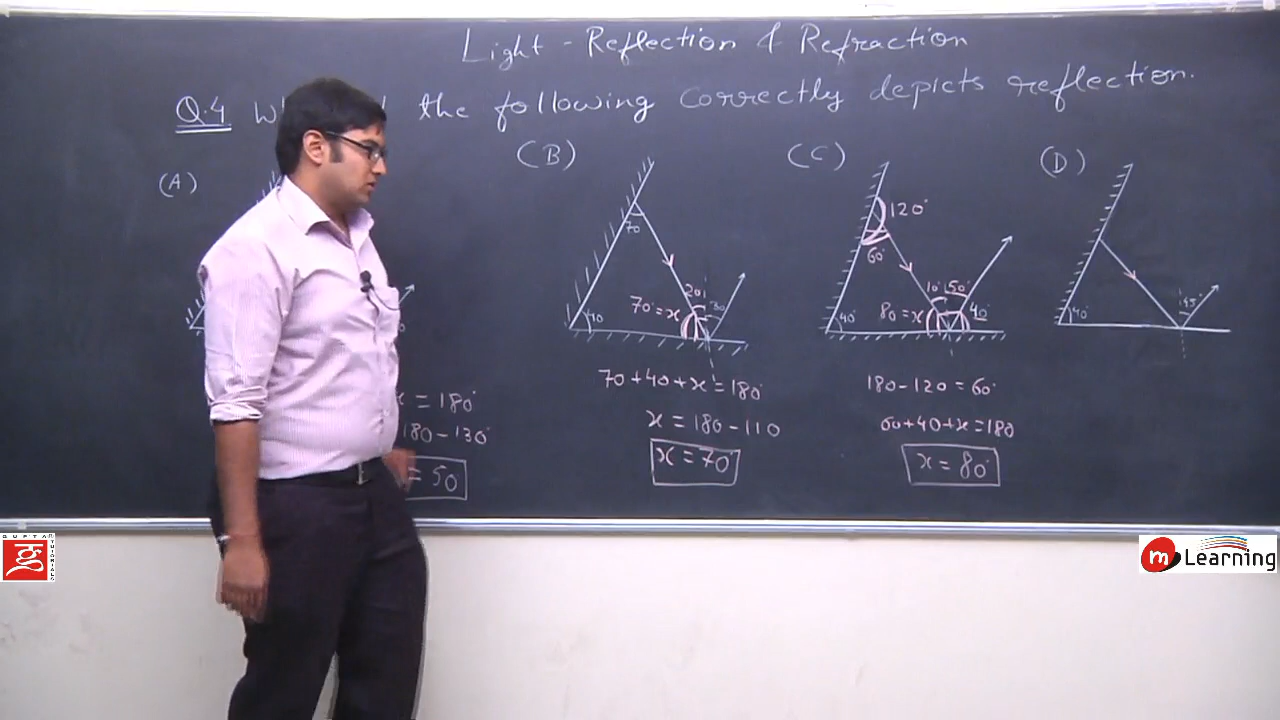 Light - Reflection & Refraction
Q.4 the following correctly depicts reflection.
(A)
= 180°
180 - 130°
= 50
(B)
70
20
30
70° = x
40
70 + 40 + x = 180°
x = 180 - 110
x = 70°
(C)
120°
60°
10° 50°
40° 80 = x 40
180 - 120 = 60°
60 + 40 + x = 180
x = 80°
(D)
45°
40°
GUPTA TUTORIALS
m Learning